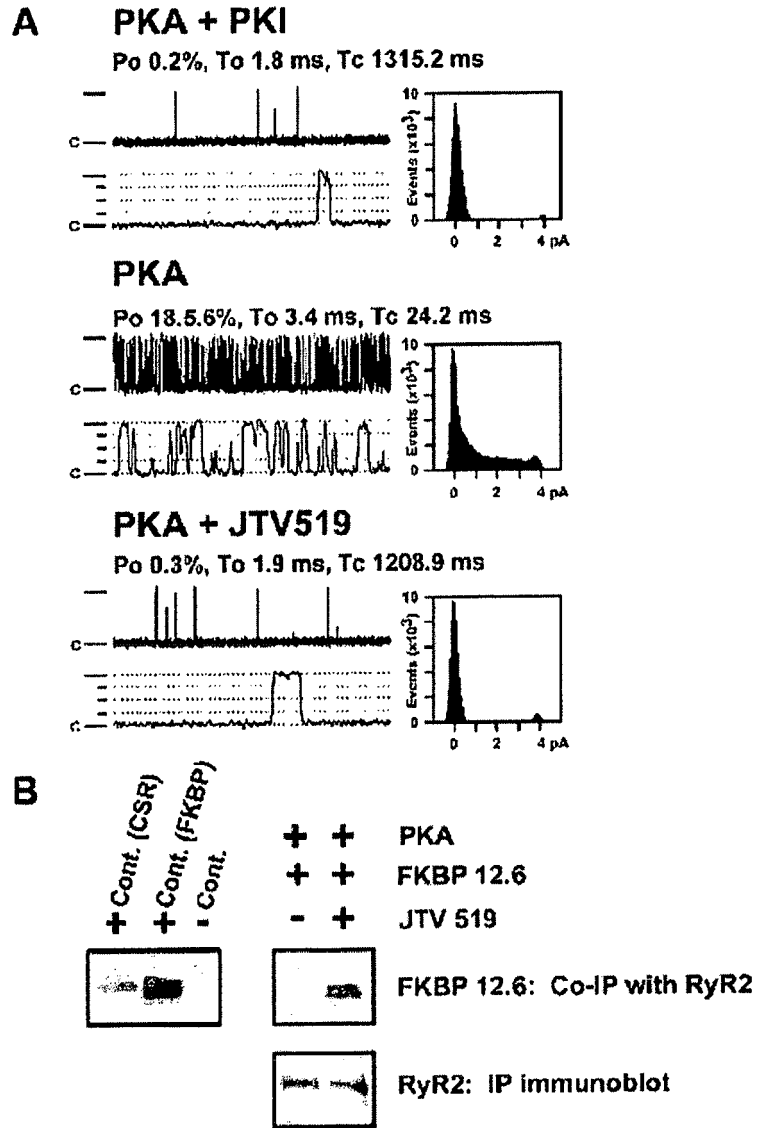 A
PKA + PKI
Po 0.2%, To 1.8 ms, Tc 1315.2 ms
c
c
10
Events (x10³)
0
0 2 4 pA
PKA
Po 18.5.6%, To 3.4 ms, Tc 24.2 ms
c
c
10
Events (x10³)
0
0 2 4 pA
PKA + JTV519
Po 0.3%, To 1.9 ms, Tc 1208.9 ms
c
c
10
Events (x10³)
0
0 2 4 pA
B
+ Cont. (CSR)
+ Cont. (FKBP)
- Cont.
+ + PKA
+ + FKBP 12.6
- + JTV 519
FKBP 12.6: Co-IP with RyR2
RyR2: IP immunoblot